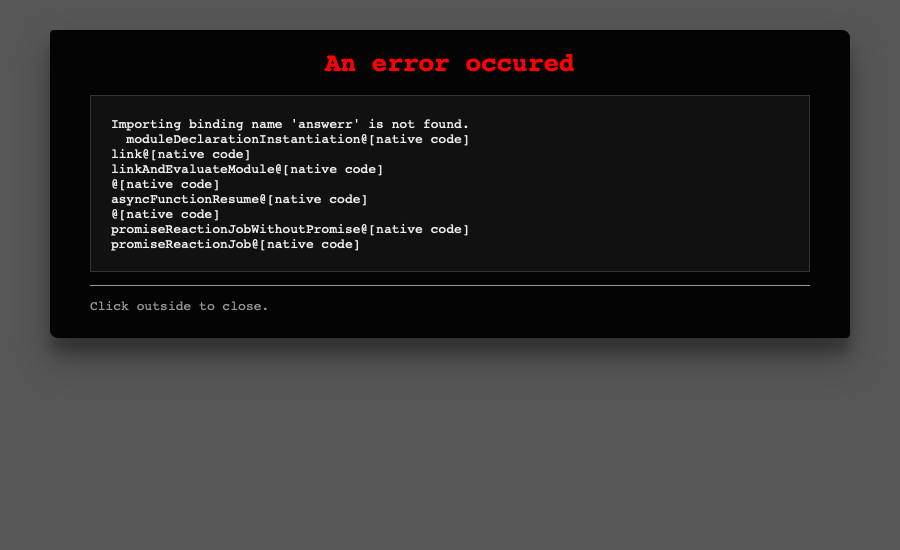 An error occured
Importing binding name 'answerr' is not found.
moduleDeclarationInstantiation@[native code]
link@[native code]
linkAndEvaluateModule@[native code]
@[native code]
asyncFunctionResume@[native code]
@[native code]
promiseReactionJobWithoutPromise@[native code]
promiseReactionJob@[native code]
Click outside to close.